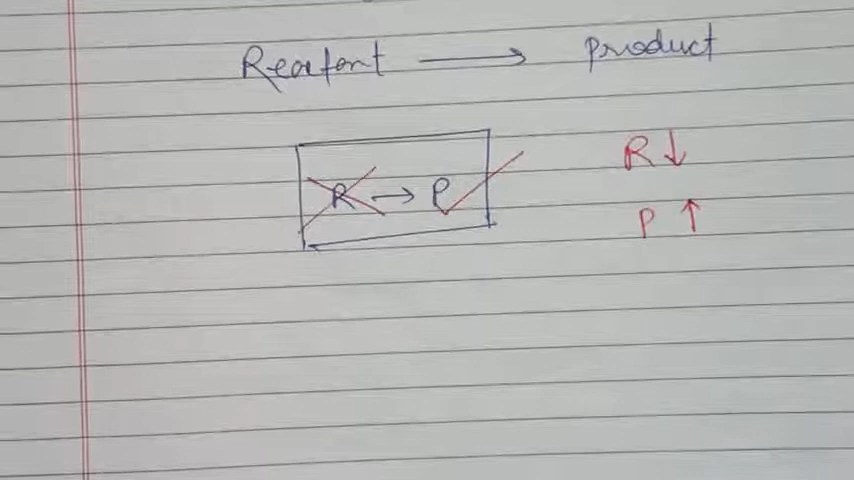 Reactant → product
R → P
R ↓
P ↑